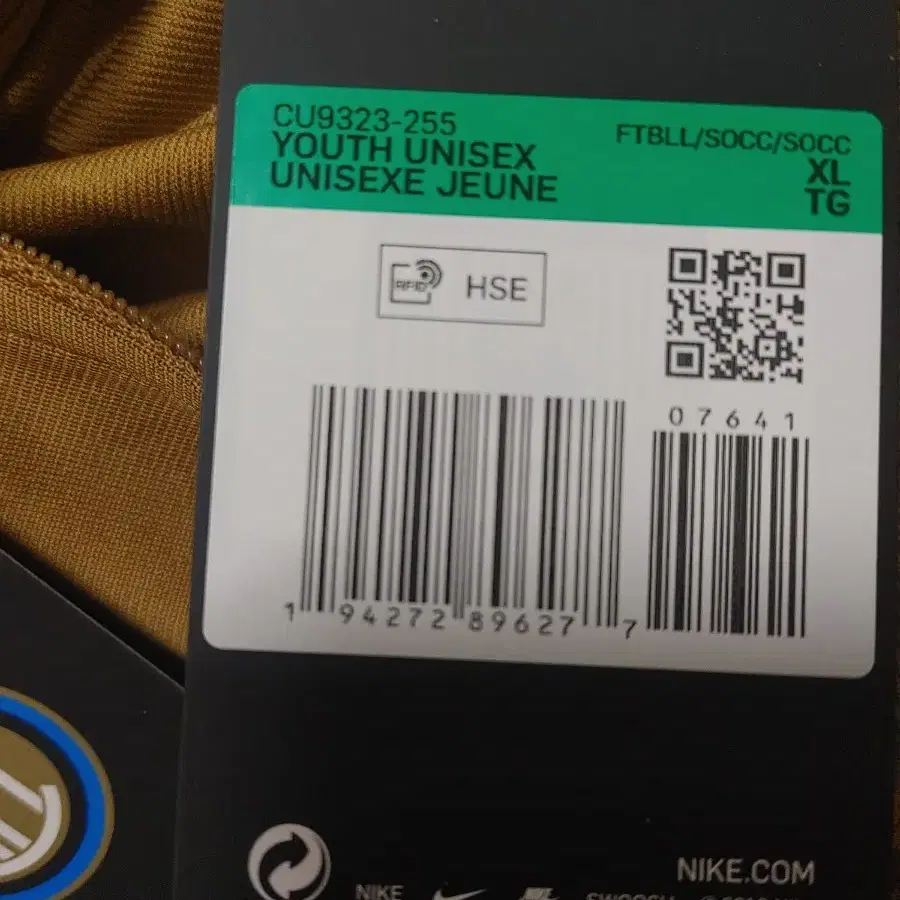 CU9323-255
YOUTH UNISEX
UNISEXE JEUNE
FTBLL/SOCC/SOCC
XL
TG
RFID
HSE
07641
1 94272 89627 7
NIKE.COM
NIKE